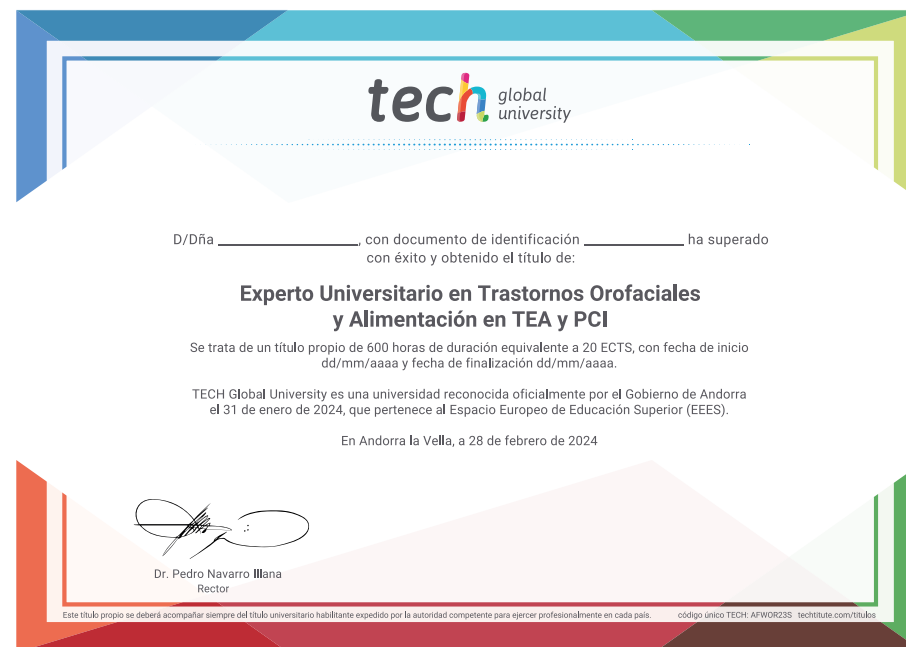 tech global university
D/Dña ____________________, con documento de identificación ______________ ha superado
con éxito y obtenido el título de:
Experto Universitario en Trastornos Orofaciales
y Alimentación en TEA y PCI
Se trata de un título propio de 600 horas de duración equivalente a 20 ECTS, con fecha de inicio
dd/mm/aaaa y fecha de finalización dd/mm/aaaa.
TECH Global University es una universidad reconocida oficialmente por el Gobierno de Andorra
el 31 de enero de 2024, que pertenece al Espacio Europeo de Educación Superior (EEES).
En Andorra la Vella, a 28 de febrero de 2024
Dr. Pedro Navarro Illana
Rector
Este título propio se deberá acompañar siempre del título universitario habilitante expedido por la autoridad competente para ejercer profesionalmente en cada país. código único TECH: AFWOR23S techtitute.com/titulos